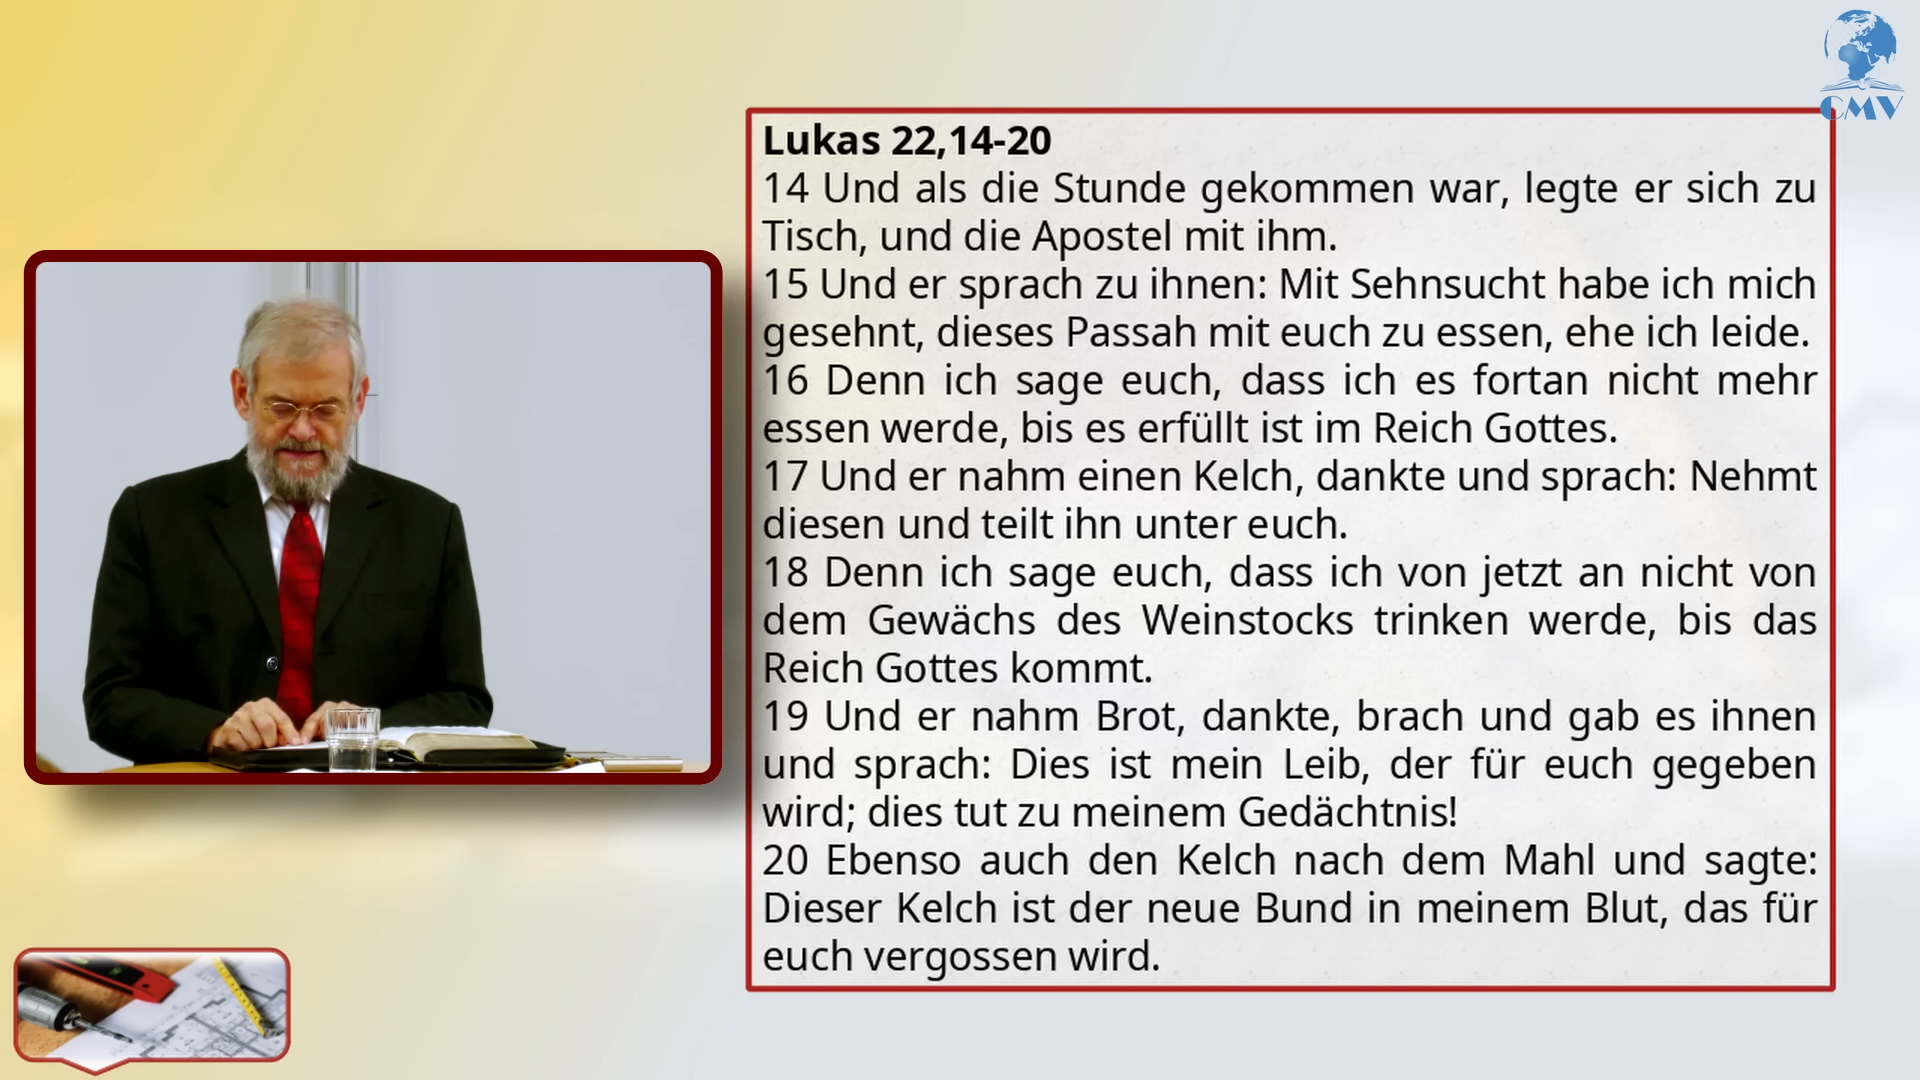 CMV
Lukas 22,14-20
14 Und als die Stunde gekommen war, legte er sich zu
Tisch, und die Apostel mit ihm.
15 Und er sprach zu ihnen: Mit Sehnsucht habe ich mich
gesehnt, dieses Passah mit euch zu essen, ehe ich leide.
16 Denn ich sage euch, dass ich es fortan nicht mehr
essen werde, bis es erfüllt ist im Reich Gottes.
17 Und er nahm einen Kelch, dankte und sprach: Nehmt
diesen und teilt ihn unter euch.
18 Denn ich sage euch, dass ich von jetzt an nicht von
dem Gewächs des Weinstocks trinken werde, bis das
Reich Gottes kommt.
19 Und er nahm Brot, dankte, brach und gab es ihnen
und sprach: Dies ist mein Leib, der für euch gegeben
wird; dies tut zu meinem Gedächtnis!
20 Ebenso auch den Kelch nach dem Mahl und sagte:
Dieser Kelch ist der neue Bund in meinem Blut, das für
euch vergossen wird.